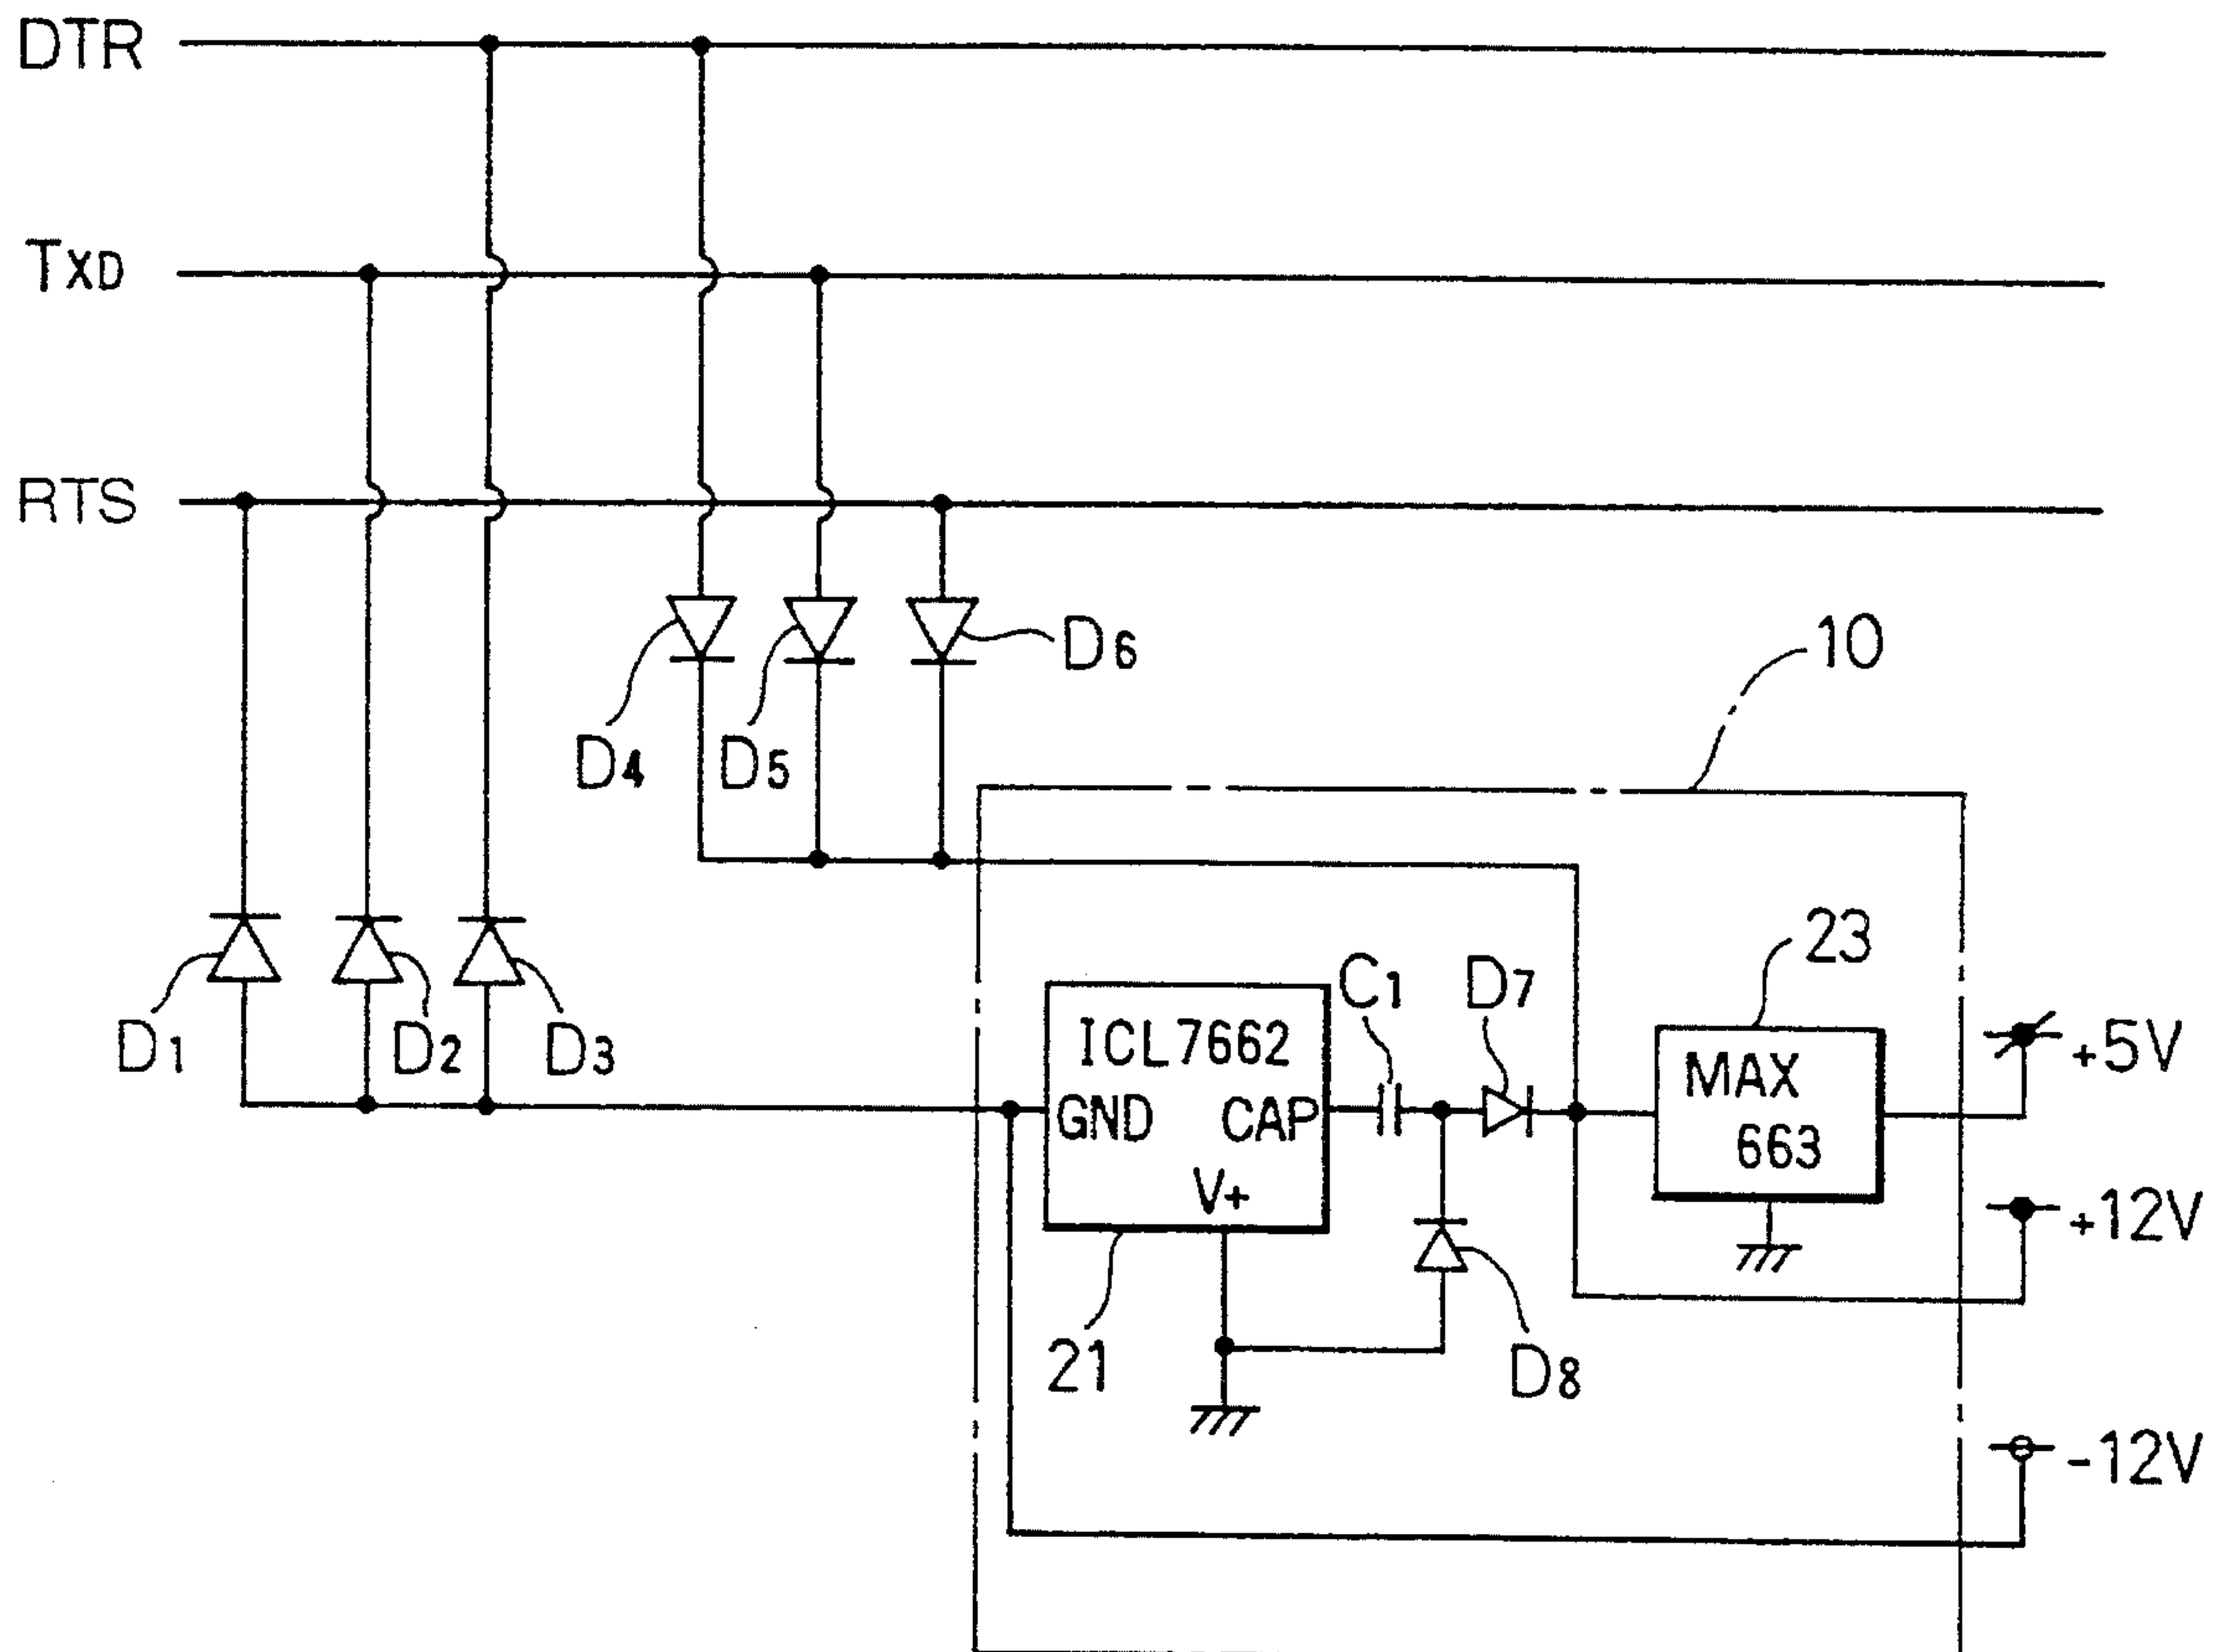 DTR
TXD
RTS
D6
10
D4
D5
23
C1
D7
D1
D2
D3
ICL7662
GND
CAP
V+
MAX
663
+5V
+12V
21
D8
-12V